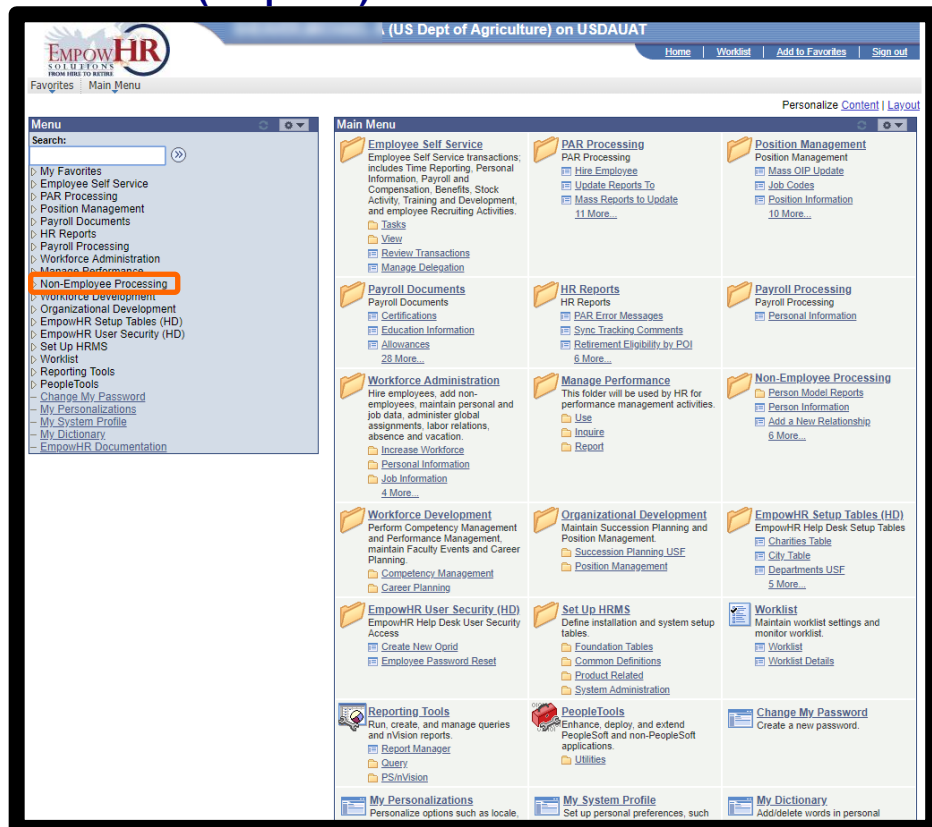 (US Dept of Agriculture) on USDAUAT
EMPOWHR
SOLUTIONS
FROM HIRE TO RETIRE
Home | Worklist | Add to Favorites | Sign out
Favorites Main Menu
Personalize Content | Layout
Menu
Search:
My Favorites
Employee Self Service
PAR Processing
Position Management
Payroll Documents
HR Reports
Payroll Processing
Workforce Administration
Manage Performance
Non-Employee Processing
Workforce Development
Organizational Development
EmpowHR Setup Tables (HD)
EmpowHR User Security (HD)
Set Up HRMS
Worklist
Reporting Tools
PeopleTools
Change My Password
My Personalizations
My System Profile
My Dictionary
EmpowHR Documentation
Main Menu
Employee Self Service
Employee Self Service transactions;
includes Time Reporting, Personal
Information, Payroll and
Compensation, Benefits, Stock
Activity, Training and Development,
and employee Recruiting Activities.
Tasks
View
Review Transactions
Manage Delegation
PAR Processing
PAR Processing
Hire Employee
Update Reports To
Mass Reports to Update
11 More...
Position Management
Position Management
Mass OIP Update
Job Codes
Position Information
10 More...
Payroll Documents
Payroll Documents
Certifications
Education Information
Allowances
28 More...
HR Reports
HR Reports
PAR Error Messages
Sync Tracking Comments
Retirement Eligibility by POI
6 More...
Payroll Processing
Payroll Processing
Personal Information
Workforce Administration
Hire employees, add non-
employees, maintain personal and
job data, administer global
assignments, labor relations,
absence and vacation.
Increase Workforce
Personal Information
Job Information
4 More...
Manage Performance
This folder will be used by HR for
performance management activities.
Use
Inquire
Report
Non-Employee Processing
Person Model Reports
Person Information
Add a New Relationship
6 More...
Workforce Development
Perform Competency Management
and Performance Management,
maintain Faculty Events and Career
Planning.
Competency Management
Career Planning
Organizational Development
Maintain Succession Planning and
Position Management.
Succession Planning USF
Position Management
EmpowHR Setup Tables (HD)
EmpowHR Help Desk Setup Tables
Charities Table
City Table
Departments USF
5 More...
EmpowHR User Security (HD)
EmpowHR Help Desk User Security
Access
Create New Oprid
Employee Password Reset
Set Up HRMS
Define installation and system setup
tables.
Foundation Tables
Common Definitions
Product Related
System Administration
Worklist
Maintain worklist settings and
monitor worklist.
Worklist
Worklist Details
Reporting Tools
Run, create, and manage queries
and nVision reports.
Report Manager
Query
PS/nVision
PeopleTools
Enhance, deploy, and extend
PeopleSoft and non-PeopleSoft
applications.
Utilities
Change My Password
Create a new password.
My Personalizations
Personalize options such as locale,
My System Profile
Set up personal preferences, such
My Dictionary
Add/delete words in personal